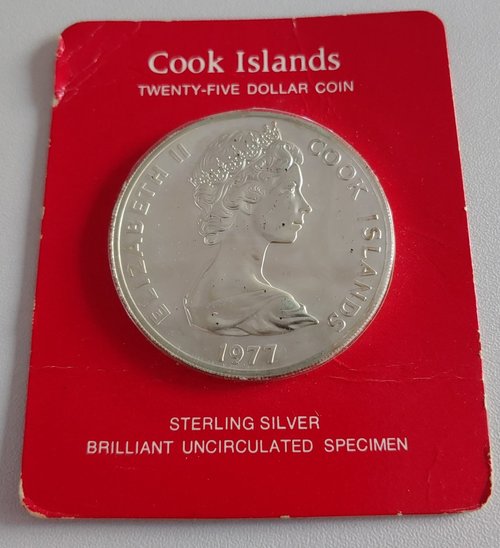 Cook Islands
TWENTY-FIVE DOLLAR COIN
ELIZABETH II
COOK ISLANDS
1977
STERLING SILVER
BRILLIANT UNCIRCULATED SPECIMEN